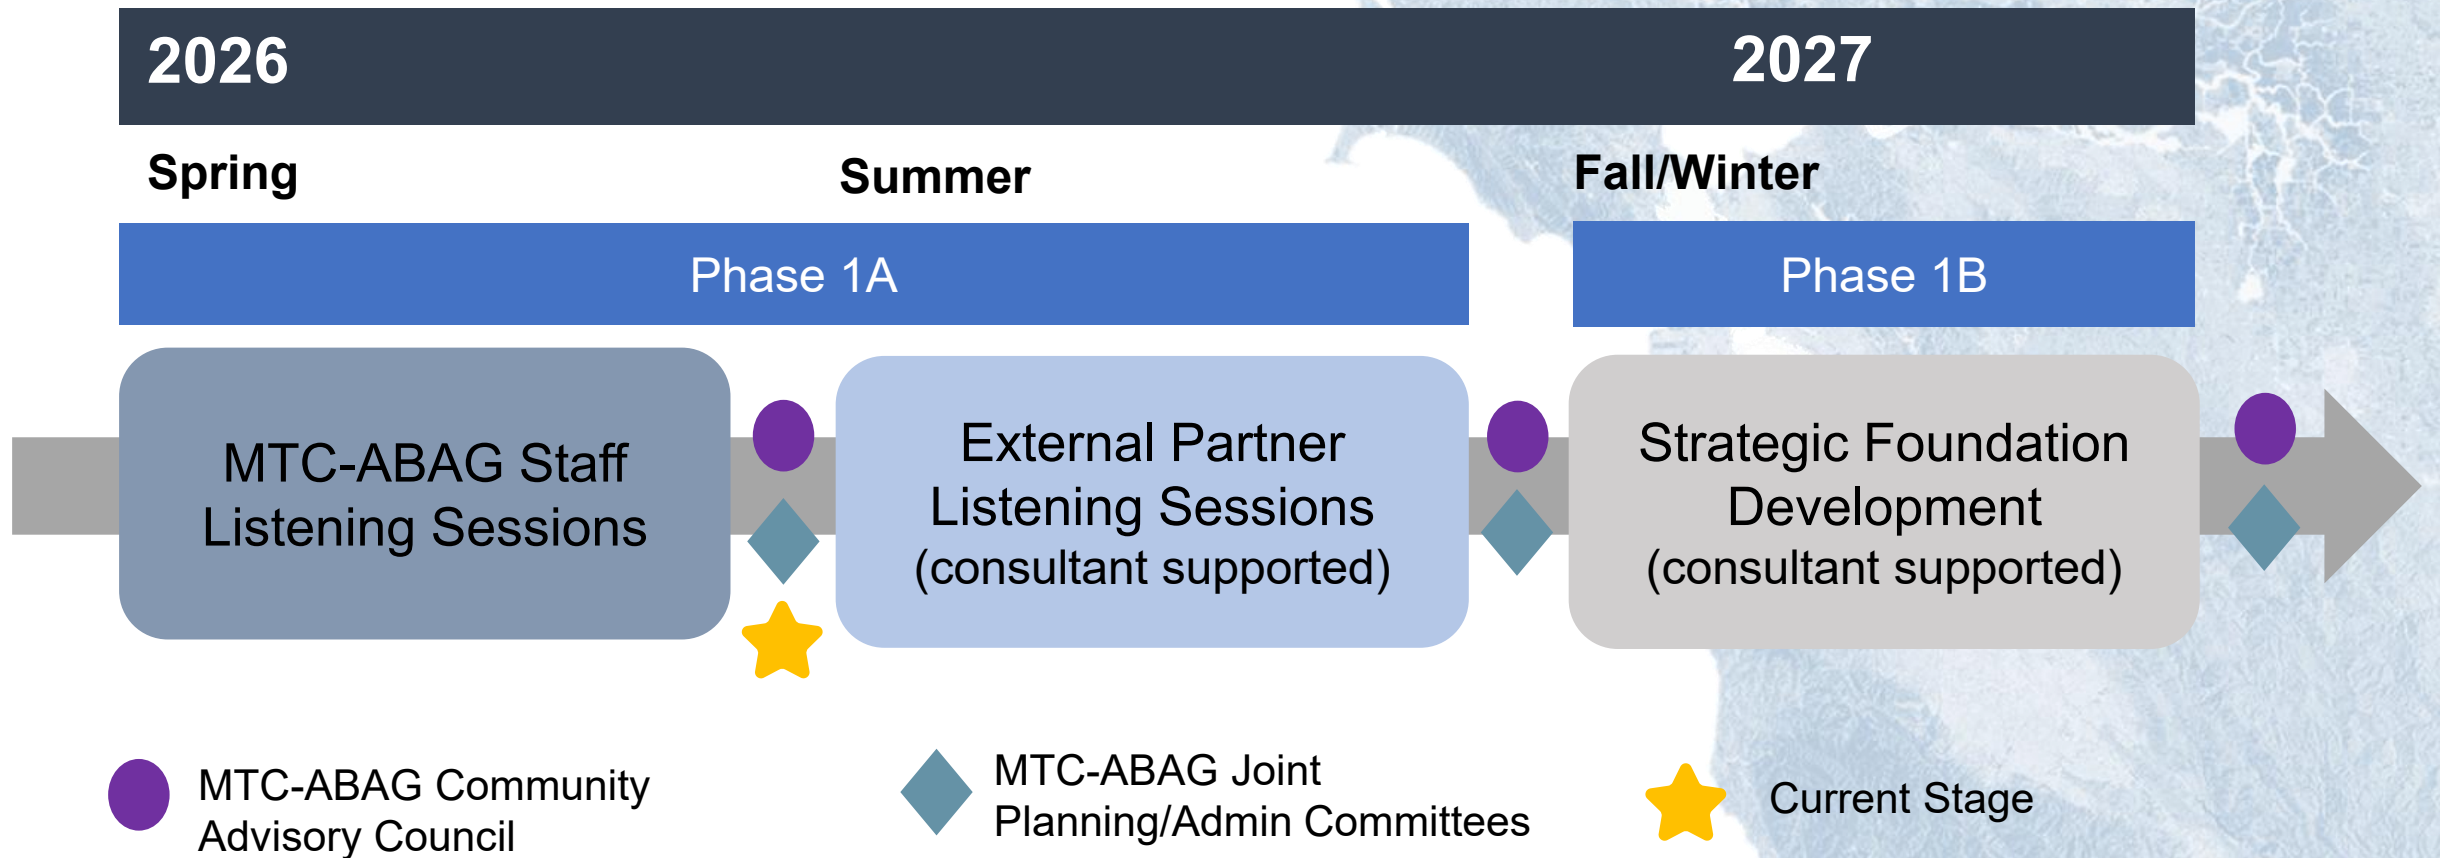 2026
2027
Spring
Summer
Fall/Winter
Phase 1A
Phase 1B
MTC-ABAG Staff
Listening Sessions
External Partner
Listening Sessions
(consultant supported)
Strategic Foundation
Development
(consultant supported)
MTC-ABAG Community
Advisory Council
MTC-ABAG Joint
Planning/Admin Committees
Current Stage